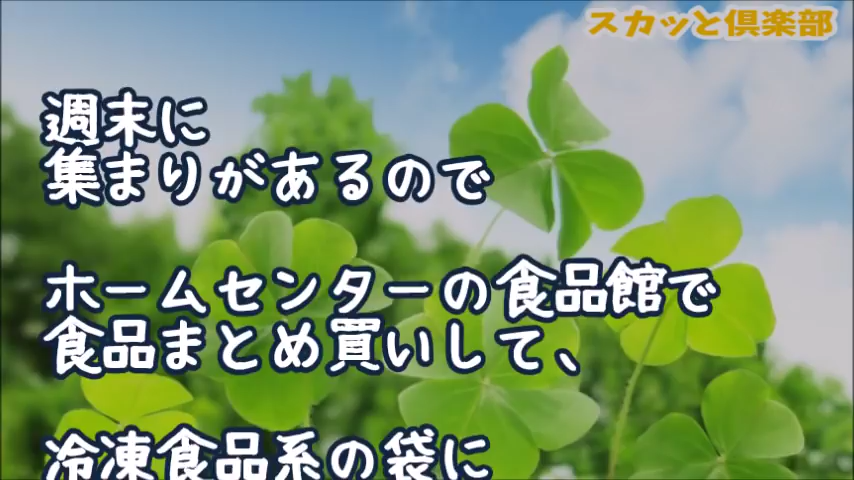 スカッと倶楽部
週末に
集まりがあるので
ホームセンターの食品館で
食品まとめ買いして、
冷凍食品系の袋に